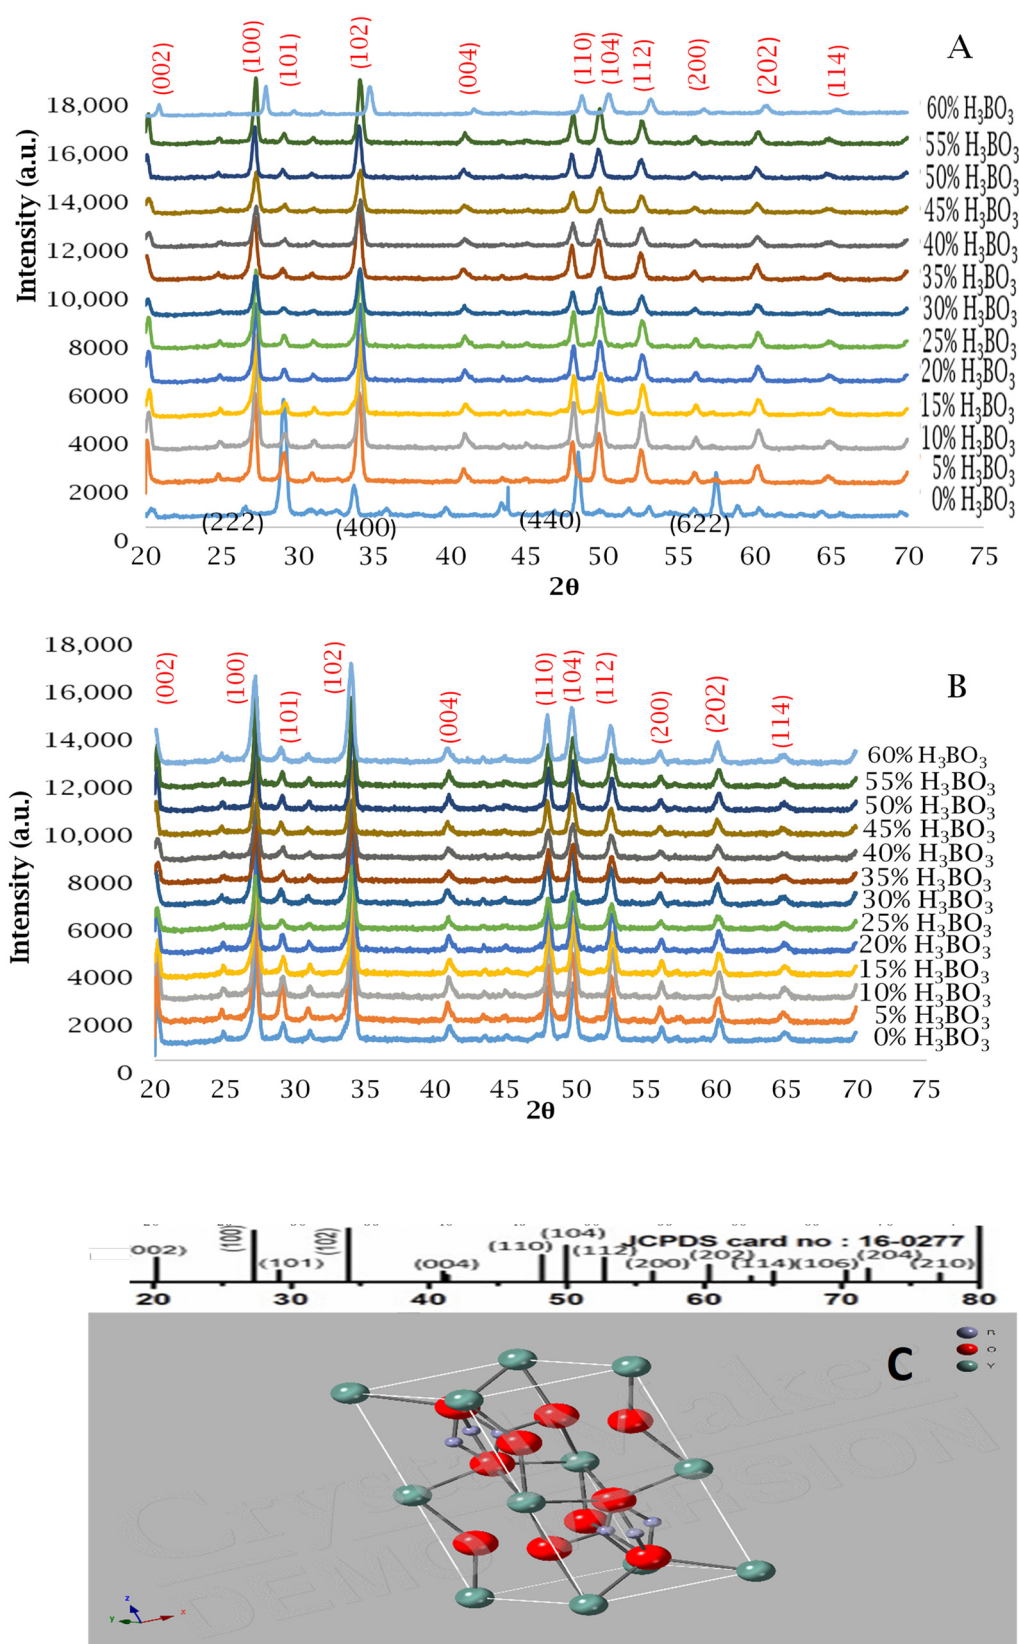 (002)
(100)
(101)
(102)
(004)
(110)
(104)
(112)
(200)
(202)
(114)
A
Intensity (a.u.)
18,000
16,000
14,000
12,000
10,000
8000
6000
4000
2000
0
60% H3BO3
55% H3BO3
50% H3BO3
45% H3BO3
40% H3BO3
35% H3BO3
30% H3BO3
25% H3BO3
20% H3BO3
15% H3BO3
10% H3BO3
5% H3BO3
0% H3BO3
(222)
(400)
(440)
(622)
20 25 30 35 40 45 50 55 60 65 70 75
2θ
(002)
(100)
(101)
(102)
(004)
(110)
(104)
(112)
(200)
(202)
(114)
B
Intensity (a.u.)
18,000
16,000
14,000
12,000
10,000
8000
6000
4000
2000
0
60% H3BO3
55% H3BO3
50% H3BO3
45% H3BO3
40% H3BO3
35% H3BO3
30% H3BO3
25% H3BO3
20% H3BO3
15% H3BO3
10% H3BO3
5% H3BO3
0% H3BO3
20 25 30 35 40 45 50 55 60 65 70 75
2θ
JCPDS card no : 16-0277
002)
(100)
(101)
(102)
(004)
(110)
(104)
(112)
(200)
(202)
(114)
(106)
(204)
(210)
20 30 40 50 60 70 80
C
O
Y
DEMO VERSION
z
y
x